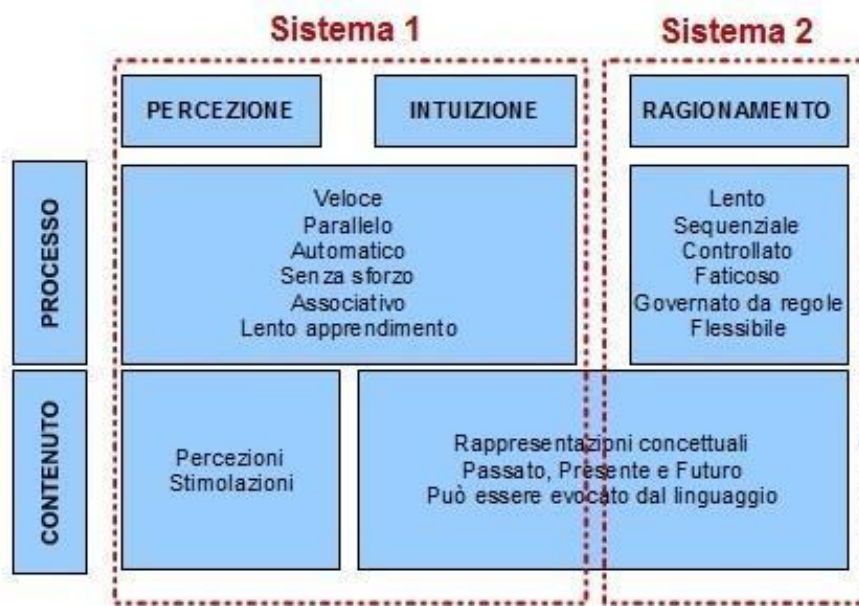 Sistema 1
Sistema 2
PERCEZIONE
INTUIZIONE
RAGIONAMENTO
PROCESSO
Veloce
Parallelo
Automatico
Senza sforzo
Associativo
Lento apprendimento
Lento
Sequenziale
Controllato
Faticoso
Governato da regole
Flessibile
CONTENUTO
Percezioni
Stimolazioni
Rappresentazioni concettuali
Passato, Presente e Futuro
Può essere evocato dal linguaggio